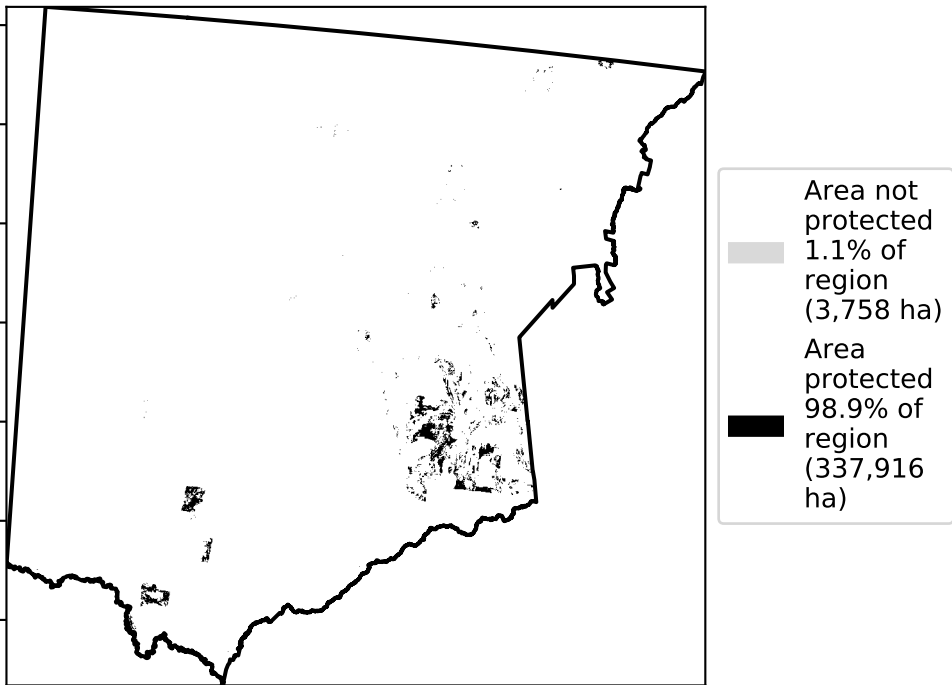 Area not
protected
1.1% of
region
(3,758 ha)
Area
protected
98.9% of
region
(337,916
ha)